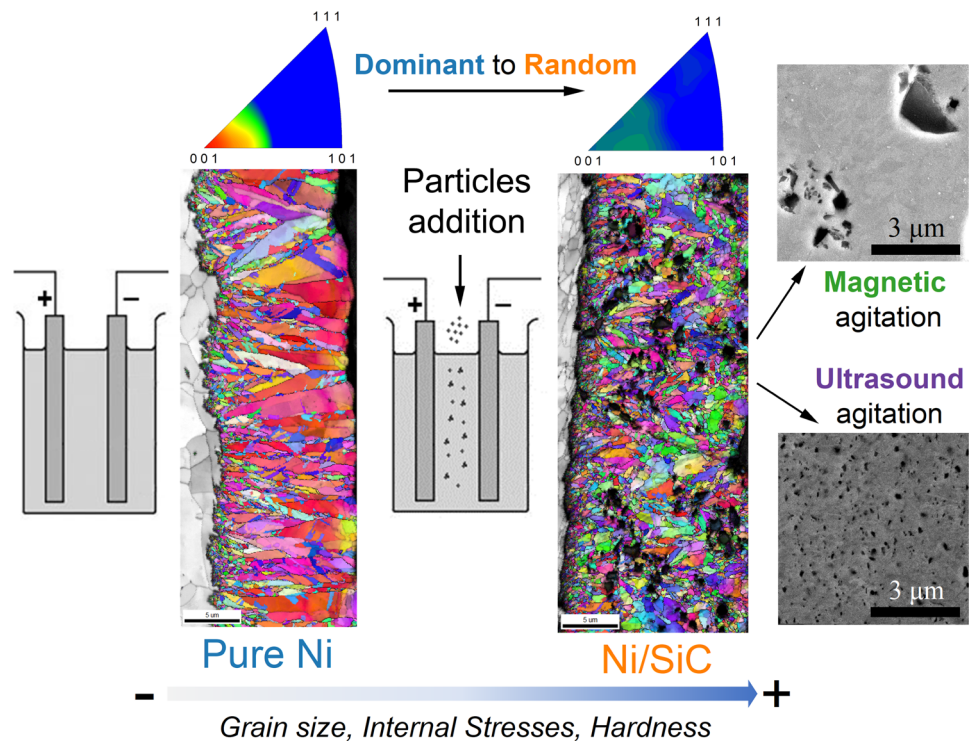 1 1 1
1 1 1
Dominant to Random
0 0 1
1 0 1
0 0 1
1 0 1
Particles
addition
3 μm
+
−
+
−
Magnetic
agitation
Ultrasound
agitation
3 μm
5 um
5 um
Pure Ni
Ni/SiC
-
+
Grain size, Internal Stresses, Hardness